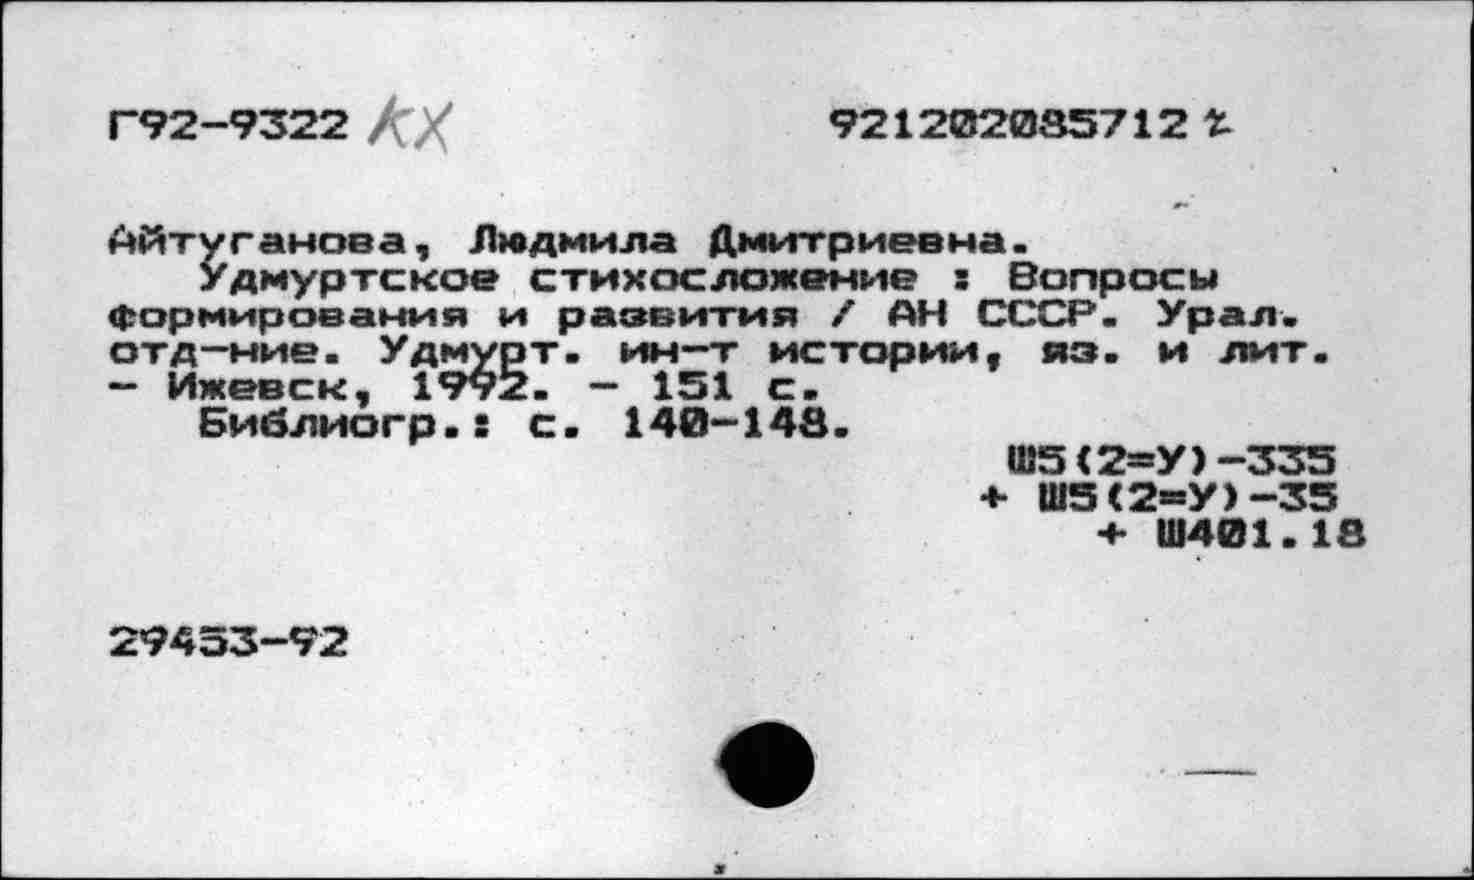 Г92-9322 КХ 921202085712 t
Айтуганова, Людмила Дмитриевна.
Удмуртское стихосложение : Вопросы
формирования и развития / АН СССР. Урал.
отд-ние. Удмурт. ин-т истории, яз. и лит.
- Ижевск, 1992. - 151 с.
Библиогр.: с. 140-148.
Ш5(2=У)-335
+ Ш5(2=У)-35
+ Ш401.18
29453-92